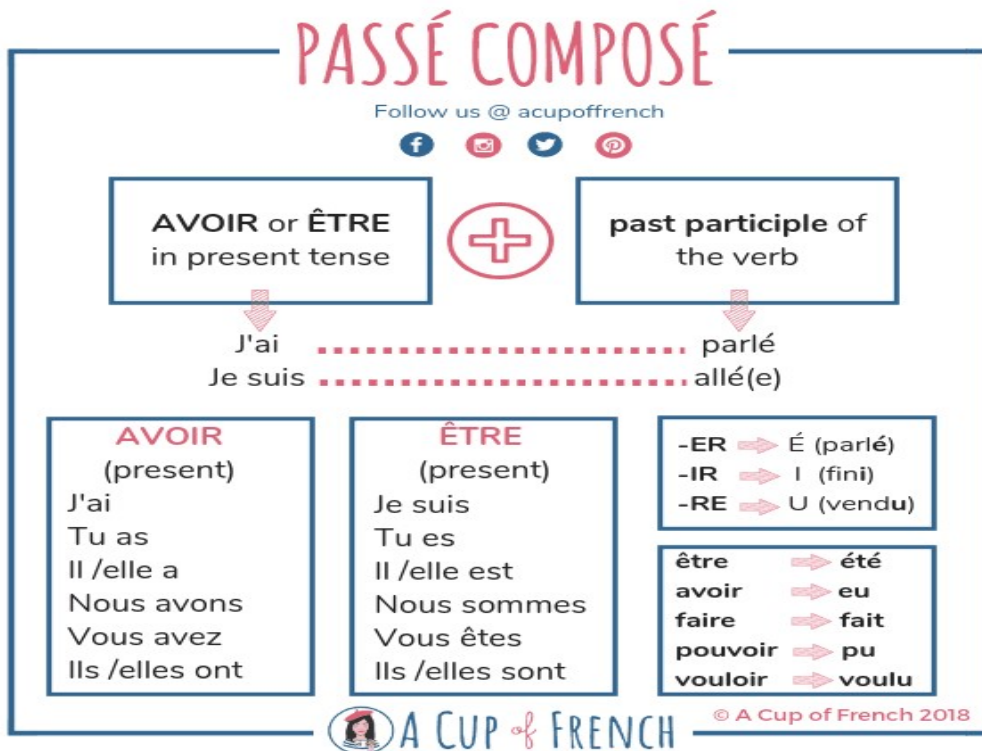 PASSÉ COMPOSÉ
Follow us @ acupoffrench
AVOIR or ÊTRE
in present tense
past participle of
the verb
J'ai parlé
Je suis allé(e)
AVOIR
(present)
J'ai
Tu as
Il /elle a
Nous avons
Vous avez
Ils /elles ont
ÊTRE
(present)
Je suis
Tu es
Il /elle est
Nous sommes
Vous êtes
Ils /elles sont
-ER É (parlé)
-IR I (fini)
-RE U (vendu)
être été
avoir eu
faire fait
pouvoir pu
vouloir voulu
A CUP of FRENCH
© A Cup of French 2018